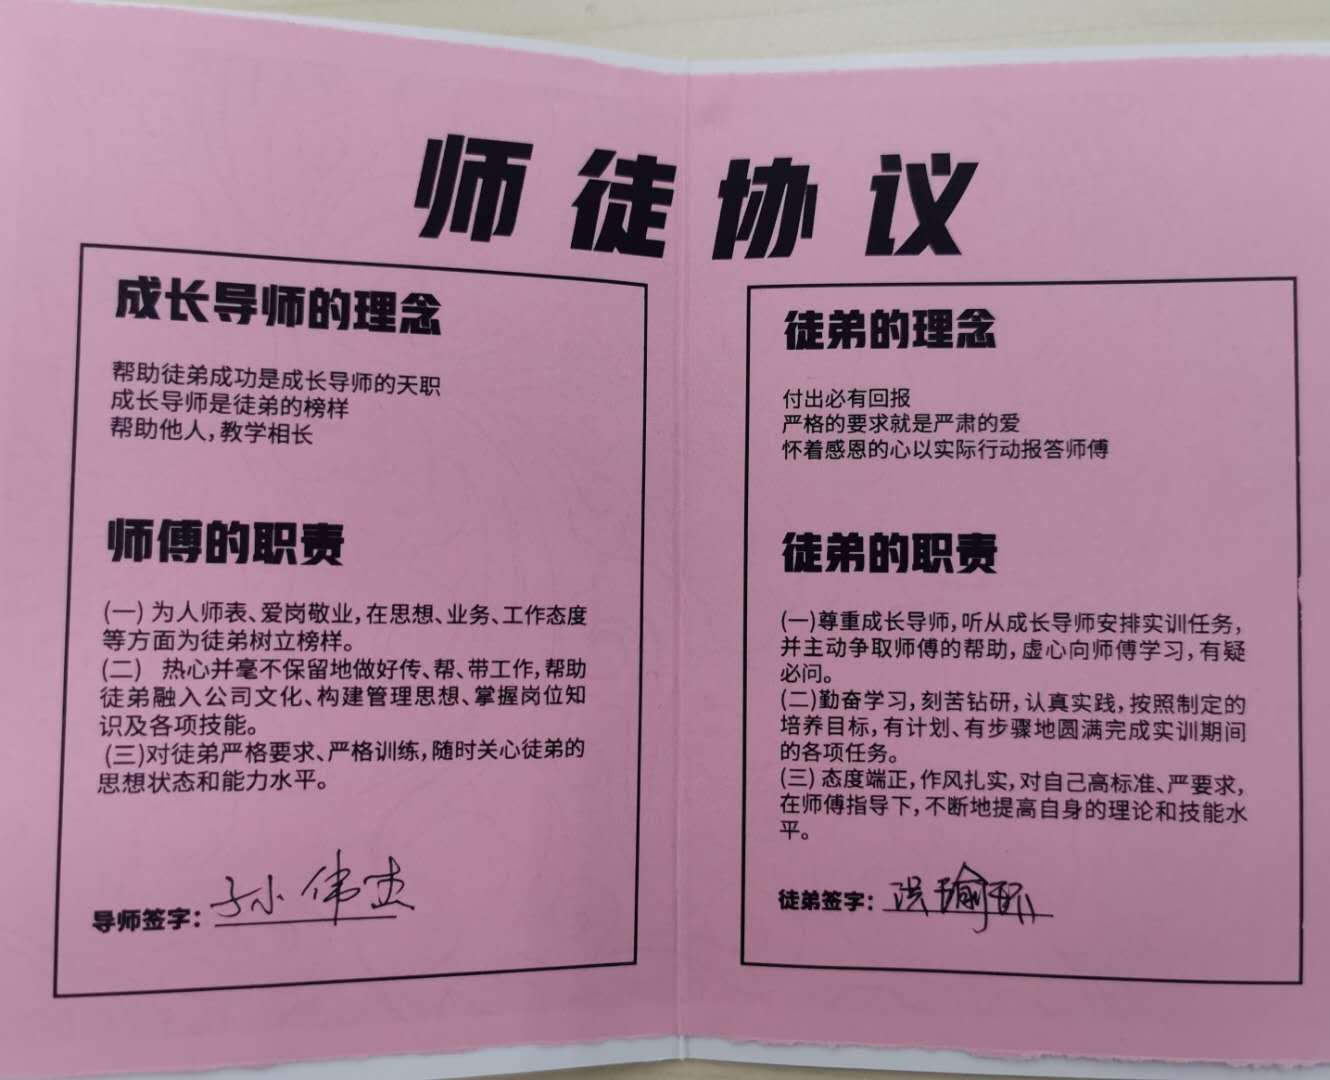 师徒协议
成长导师的理念
帮助徒弟成功是成长导师的天职
成长导师是徒弟的榜样
帮助他人，教学相长
师傅的职责
(一) 为人师表、爱岗敬业，在思想、业务、工作态度
等方面为徒弟树立榜样。
(二) 热心并毫不保留地做好传、帮、带工作，帮助
徒弟融入公司文化、构建管理思想、掌握岗位知
识及各项技能。
(三)对徒弟严格要求、严格训练，随时关心徒弟的
思想状态和能力水平。
导师签字：孙伟杰
徒弟的理念
付出必有回报
严格的要求就是严肃的爱
怀着感恩的心以实际行动报答师傅
徒弟的职责
(一)尊重成长导师，听从成长导师安排实训任务，
并主动争取师傅的帮助，虚心向师傅学习，有疑
必问。
(二)勤奋学习，刻苦钻研，认真实践，按照制定的
培养目标，有计划、有步骤地圆满完成实训期间
的各项任务。
(三) 态度端正，作风扎实，对自己高标准、严要求，
在师傅指导下，不断地提高自身的理论和技能水
平。
徒弟签字：